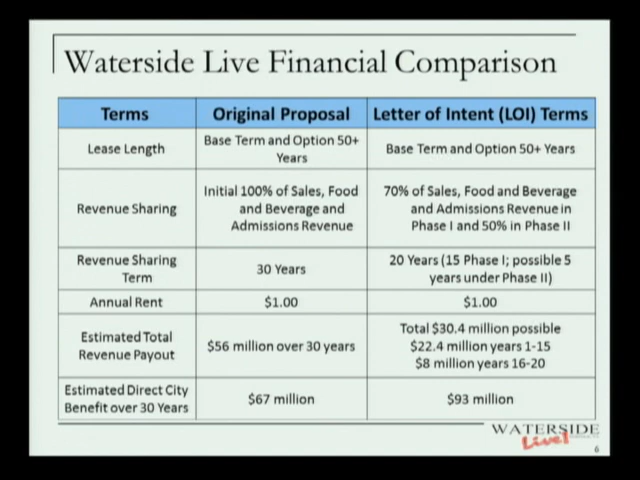 Waterside Live Financial Comparison
Terms
Original Proposal
Letter of Intent (LOI) Terms
Lease Length
Base Term and Option 50+
Years
Base Term and Option 50+ Years
Revenue Sharing
Initial 100% of Sales, Food
and Beverage and
Admissions Revenue
70% of Sales, Food and Beverage
and Admissions Revenue in
Phase I and 50% in Phase II
Revenue Sharing
Term
30 Years
20 Years (15 Phase I; possible 5
years under Phase II)
Annual Rent
$1.00
$1.00
Estimated Total
Revenue Payout
$56 million over 30 years
Total $30.4 million possible
$22.4 million years 1-15
$8 million years 16-20
Estimated Direct City
Benefit over 30 Years
$67 million
$93 million
WATERSIDE
Live!
6